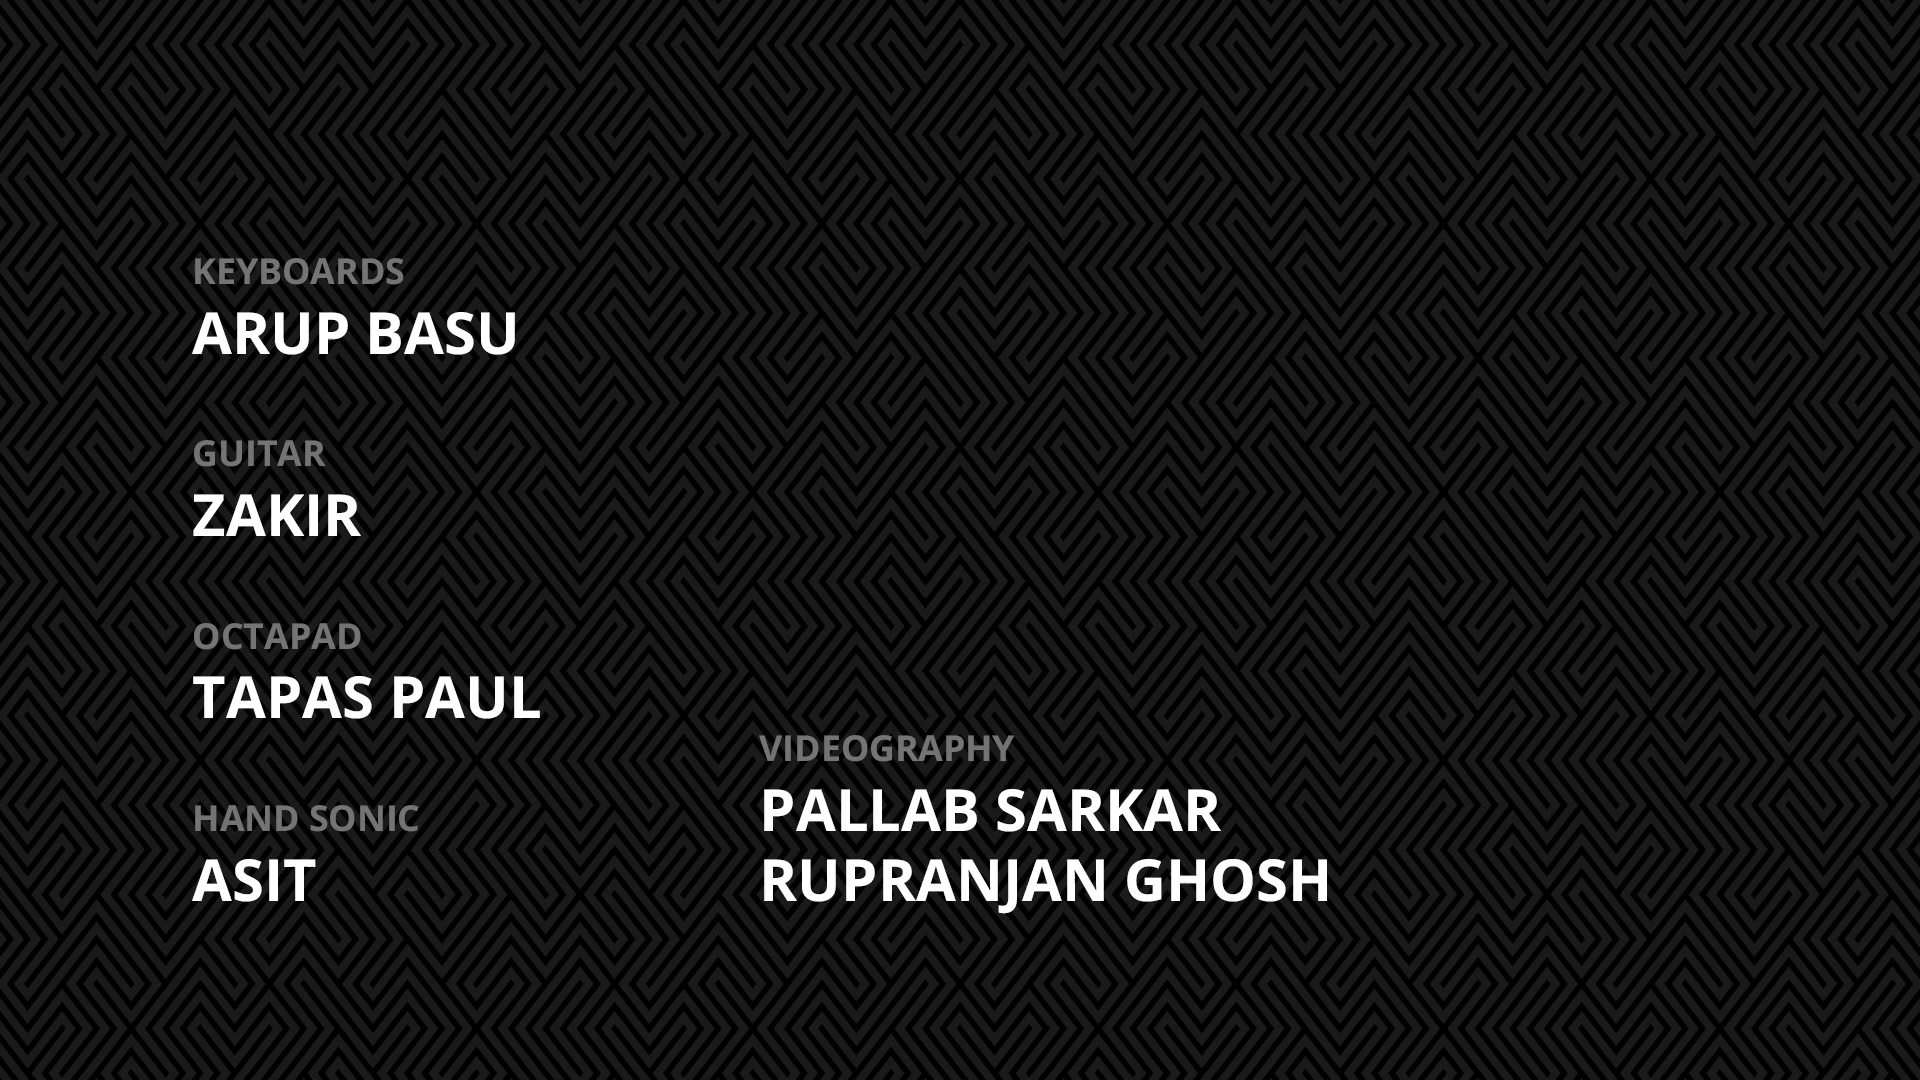 KEYBOARDS
ARUP BASU
GUITAR
ZAKIR
OCTAPAD
TAPAS PAUL
HAND SONIC
ASIT
VIDEOGRAPHY
PALLAB SARKAR
RUPRANJAN GHOSH